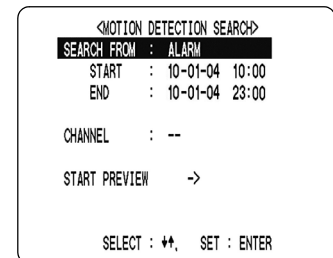 <MOTION DETECTION SEARCH>
SEARCH FROM : ALARM
START : 10-01-04 10:00
END : 10-01-04 23:00
CHANNEL : --
START PREVIEW ->
SELECT : ↓↑, SET : ENTER